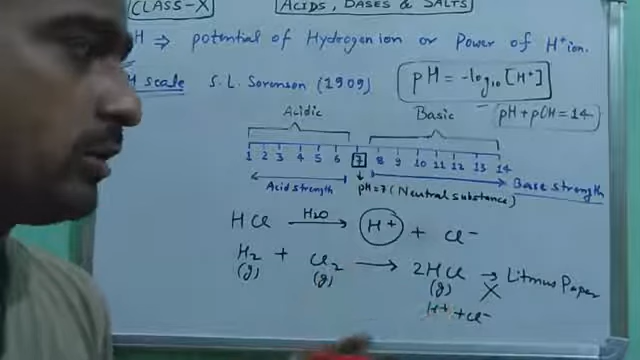 CLASS-X
ACIDS, BASES & SALTS
H ⇒ potential of Hydrogen ion or Power of H+ ion.
H scale S.L. Sorenson (1909)
pH = -log10 [H+]
pH + pOH = 14
Acidic Basic
1 2 3 4 5 6 7 8 9 10 11 12 13 14
Acid strength pH=7 (Neutral substance) Base strength
HCl H2O → H+ + Cl-
H2 + Cl2 → 2HCl → Litmus Paper
(g) (g) (g) X
H+ + Cl-